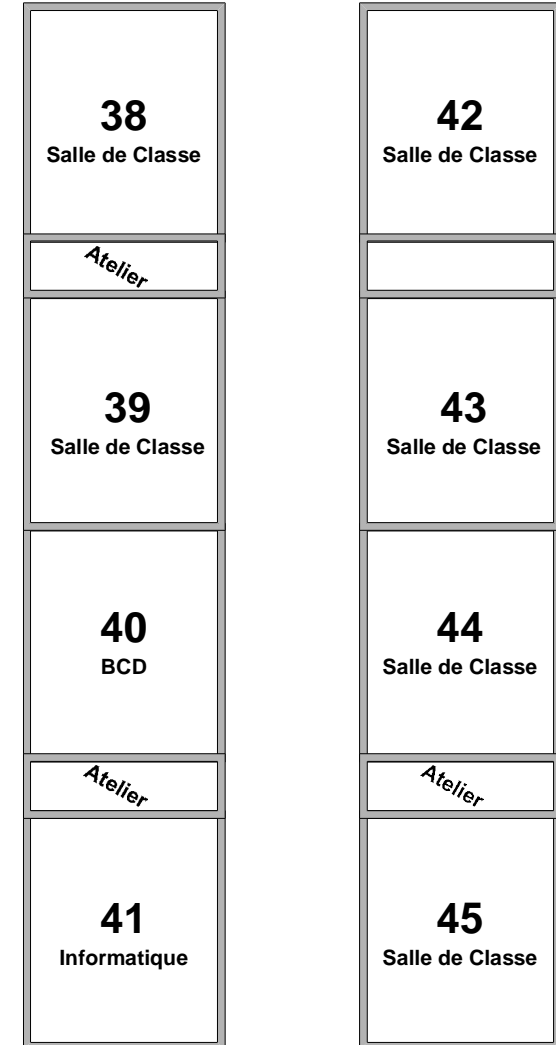 38
Salle de Classe
Atelier
39
Salle de Classe
40
BCD
Atelier
41
Informatique
42
Salle de Classe
43
Salle de Classe
44
Salle de Classe
Atelier
45
Salle de Classe